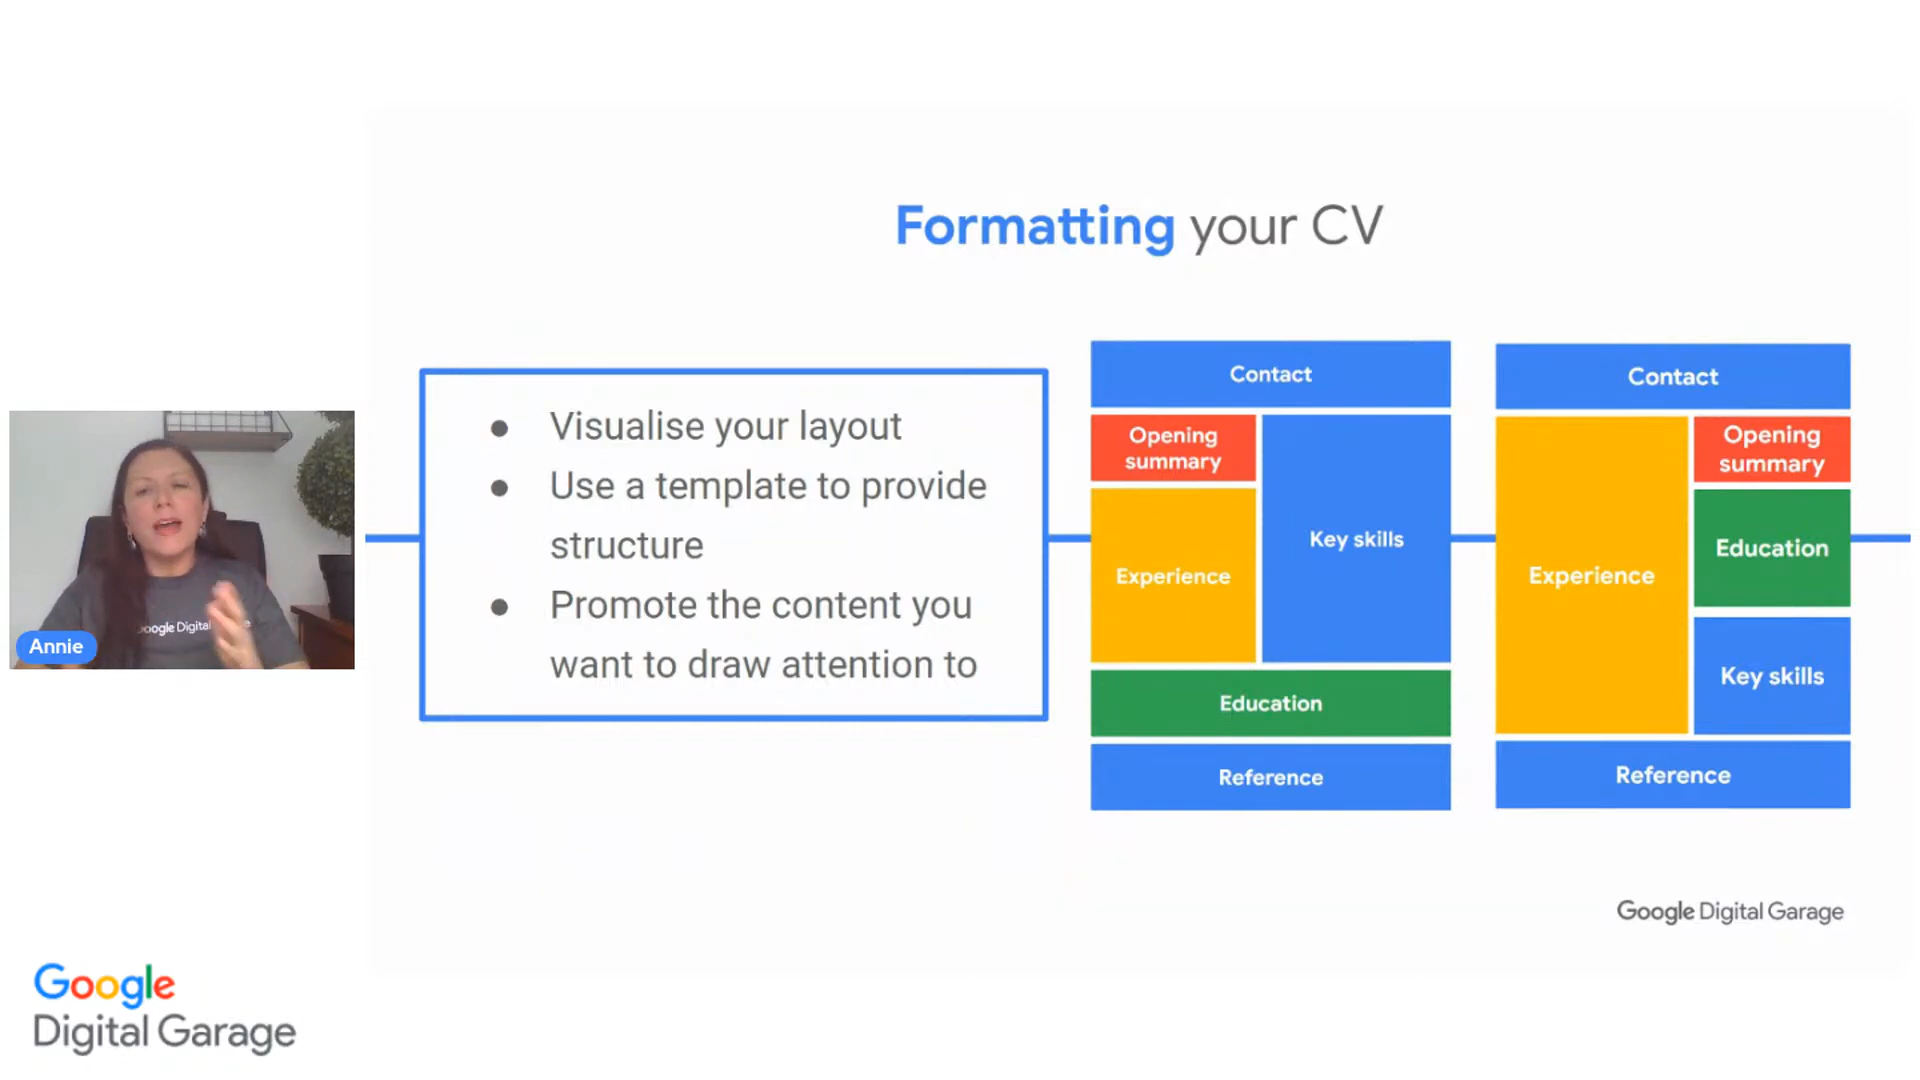 Formatting your CV
Visualise your layout
Use a template to provide
structure
Promote the content you
want to draw attention to
Contact
Opening
summary
Key skills
Experience
Education
Reference
Contact
Experience
Opening
summary
Education
Key skills
Reference
Google Digital Garage
Annie
Google
Digital Garage